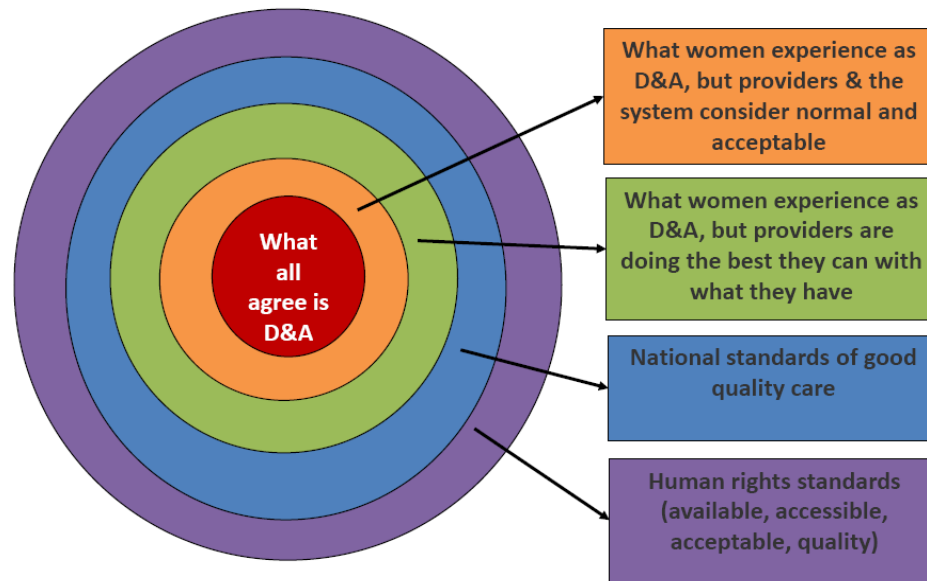 What
all
agree is
D&A
What women experience as
D&A, but providers & the
system consider normal and
acceptable
What women experience as
D&A, but providers are
doing the best they can with
what they have
National standards of good
quality care
Human rights standards
(available, accessible,
acceptable, quality)